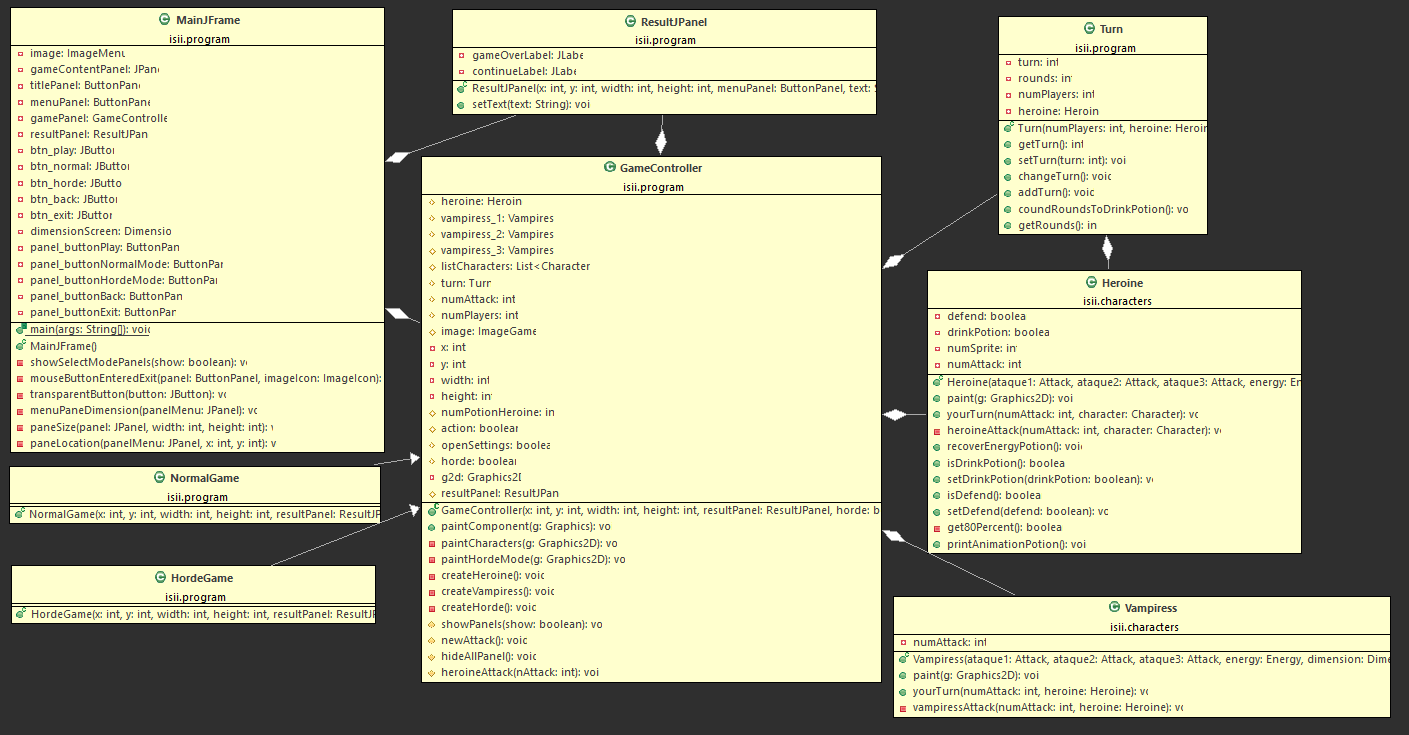 MainJFrame
isii.program
image: ImageMenu
gameContentPanel: JPane
titlePanel: ButtonPane
menuPanel: ButtonPane
gamePanel: GameControlle
resultPanel: ResultJPan
btn_play: JButtor
btn_normal: JButtor
btn_horde: JButto
btn_back: JButtor
btn_exit: JButtor
dimensionScreen: Dimensio
panel_buttonPlay: ButtonPan
panel_buttonNormalMode: ButtonPar
panel_buttonHordeMode: ButtonPar
panel_buttonBack: ButtonPan
panel_buttonExit: ButtonPar
main(args: String[]): voic
MainJFrame()
showSelectModePanels(show: boolean): vc
mouseButtonEnteredExit(panel: ButtonPanel, imageIcon: ImageIcon):
transparentButton(button: JButton): vc
menuPaneDimension(panelMenu: JPanel): vc
paneSize(panel: JPanel, width: int, height: int): v
paneLocation(panelMenu: JPanel, x: int, y: int): v
NormalGame
isii.program
NormalGame(x: int, y: int, width: int, height: int, resultPanel: ResultJP
HordeGame
isii.program
HordeGame(x: int, y: int, width: int, height: int, resultPanel: ResultJF
ResultJPanel
isii.program
gameOverLabel: JLabe
continueLabel: JLabe
ResultJPanel(x: int, y: int, width: int, height: int, menuPanel: ButtonPanel, text: S
setText(text: String): voi
GameController
isii.program
heroine: Heroin
vampiress_1: Vampires
vampiress_2: Vampires
vampiress_3: Vampires
listCharacters: List<Character
turn: Turr
numAttack: int
numPlayers: int
image: ImageGame
x: int
y: int
width: int
height: int
numPotionHeroine: in
action: boolear
openSettings: boolea
horde: boolear
g2d: Graphics2D
resultPanel: ResultJPan
GameController(x: int, y: int, width: int, height: int, resultPanel: ResultJPanel, horde: b
paintComponent(g: Graphics): vo
paintCharacters(g: Graphics2D): vo
paintHordeMode(g: Graphics2D): vo
createHeroine(): voic
createVampiress(): voic
createHorde(): voic
showPanels(show: boolean): vo
newAttack(): voic
hideAllPanel(): voic
heroineAttack(nAttack: int): voi
Turn
isii.program
turn: int
rounds: in
numPlayers: int
heroine: Heroin
Turn(numPlayers: int, heroine: Heroir
getTurn(): int
setTurn(turn: int): voi
changeTurn(): voic
addTurn(): voic
coundRoundsToDrinkPotion(): vo
getRounds(): in
Heroine
isii.characters
defend: boolea
drinkPotion: boolea
numSprite: int
numAttack: int
Heroine(ataque1: Attack, ataque2: Attack, ataque3: Attack, energy: En
paint(g: Graphics2D): voi
yourTurn(numAttack: int, character: Character): vc
heroineAttack(numAttack: int, character: Character): vc
recoverEnergyPotion(): voic
isDrinkPotion(): boolea
setDrinkPotion(drinkPotion: boolean): vc
isDefend(): boolea
setDefend(defend: boolean): vc
get80Percent(): boolea
printAnimationPotion(): voi
Vampiress
isii.characters
numAttack: int
Vampiress(ataque1: Attack, ataque2: Attack, ataque3: Attack, energy: Energy, dimension: Dime
paint(g: Graphics2D): voi
yourTurn(numAttack: int, heroine: Heroine): vc
vampiressAttack(numAttack: int, heroine: Heroine): vc